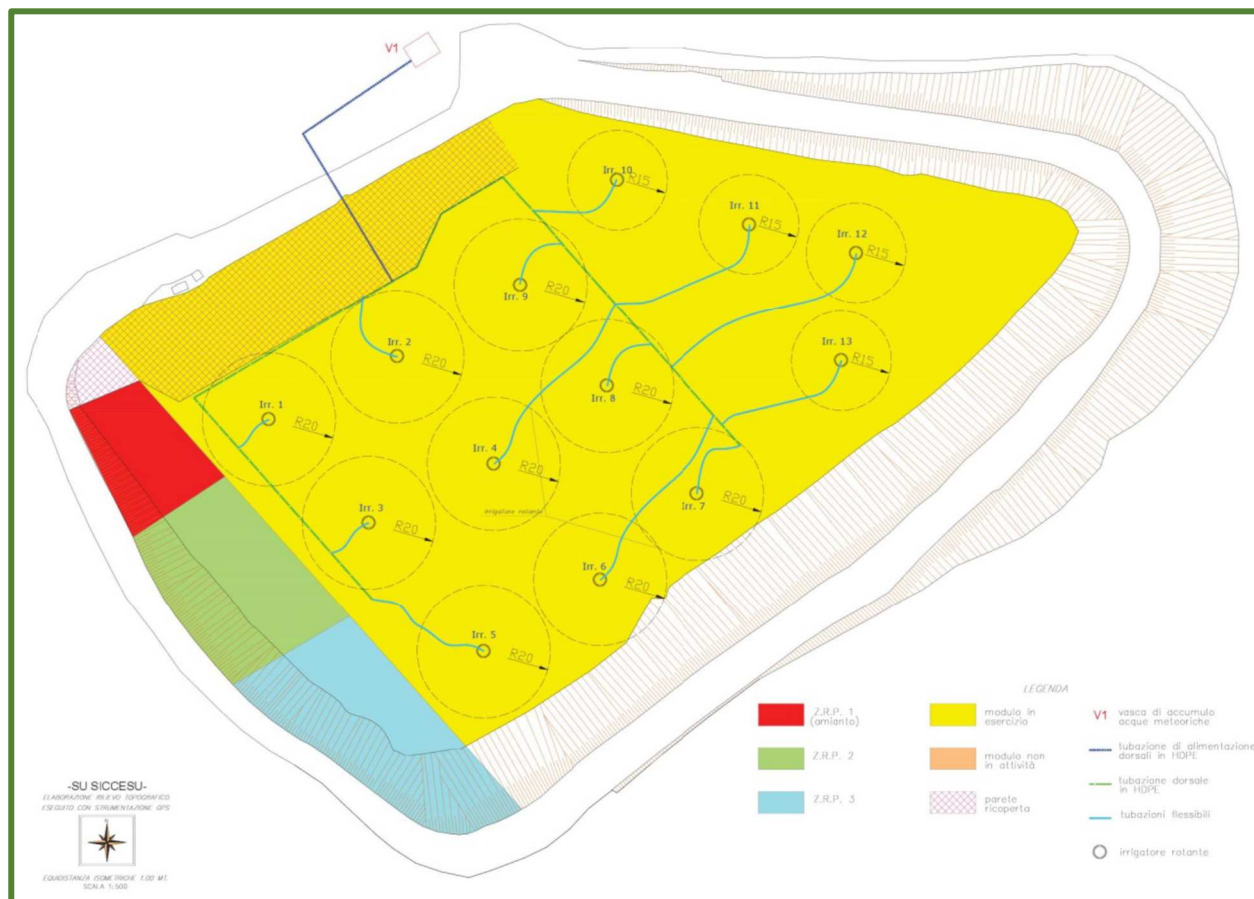 V1
Irr. 10
R15
Irr. 11
R15
Irr. 12
R15
Irr. 9
R20
Irr. 2
R20
Irr. 13
R15
Irr. 8
R20
Irr. 1
R20
Irr. 4
R20
Irr. 7
R20
irrigatore rotante
Irr. 3
R20
Irr. 6
R20
Irr. 5
R20
LEGENDA
Z.R.P. 1
(amianto)
Z.R.P. 2
Z.R.P. 3
modulo in
esercizio
modulo non
in attività
parete
ricoperta
V1 vasca di accumulo
acque meteoriche
tubazione di alimentazione
dorsali in HDPE
tubazione dorsale
in HDPE
tubazioni flessibili
irrigatore rotante
-SU SICCESU-
ELABORAZIONE RILIEVO TOPOGRAFICO
ESEGUITO CON STRUMENTAZIONE GPS
EQUIDISTANZA ISOMETRICHE 1.00 MT.
SCALA 1:500